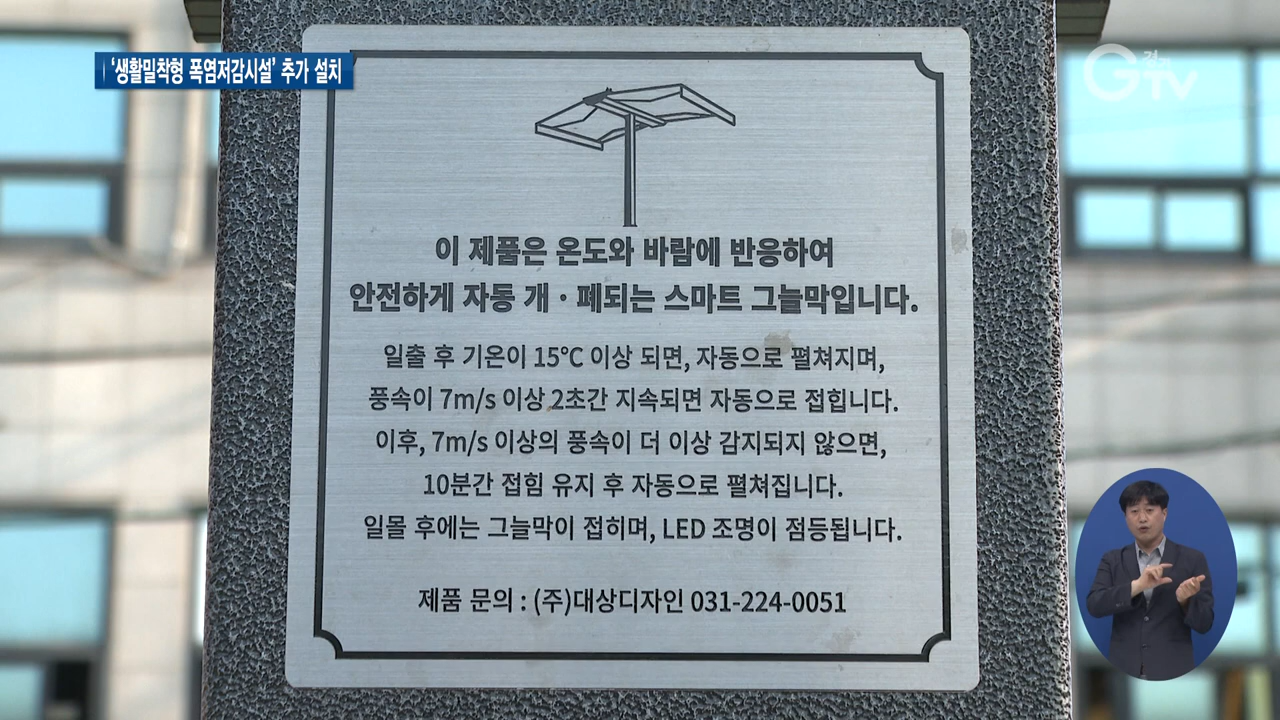 ‘생활밀착형 폭염저감시설’ 추가 설치
경기
GTV
이 제품은 온도와 바람에 반응하여
안전하게 자동 개·폐되는 스마트 그늘막입니다.
일출 후 기온이 15℃ 이상 되면, 자동으로 펼쳐지며,
풍속이 7m/s 이상 2초간 지속되면 자동으로 접힙니다.
이후, 7m/s 이상의 풍속이 더 이상 감지되지 않으면,
10분간 접힘 유지 후 자동으로 펼쳐집니다.
일몰 후에는 그늘막이 접히며, LED 조명이 점등됩니다.
제품 문의 : (주)대상디자인 031-224-0051